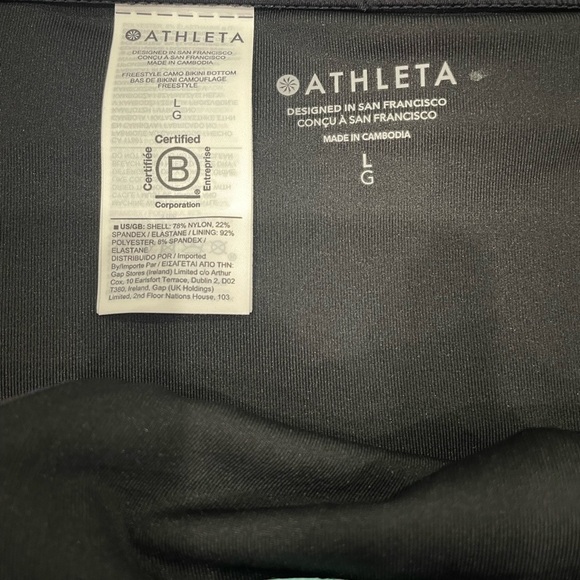 ATHLETA
DESIGNED IN SAN FRANCISCO
CONÇU À SAN FRANCISCO
MADE IN CAMBODIA
FREESTYLE CAMO BIKINI BOTTOM
BAS DE BIKINI CAMOUFLAGE
FREESTYLE
L
G
Certified
Certifiée
B
Entreprise
®
Corporation
US/GB: SHELL: 78% NYLON, 22%
SPANDEX / ELASTANE / LINING: 92%
POLYESTER, 8% SPANDEX /
ELASTANE
DISTRIBUIDO POR / Imported
By/Importé Par / ΕΙΣΑΓΕΤΑΙ ΑΠΟ ΤΗΝ:
Gap Stores (Ireland) Limited c/o Arthur
Cox, 10 Earlsfort Terrace, Dublin 2, D02
T380, Ireland, Gap (UK Holdings)
Limited, 2nd Floor Nations House, 103
ATHLETA
DESIGNED IN SAN FRANCISCO
CONÇU À SAN FRANCISCO
MADE IN CAMBODIA
L
G